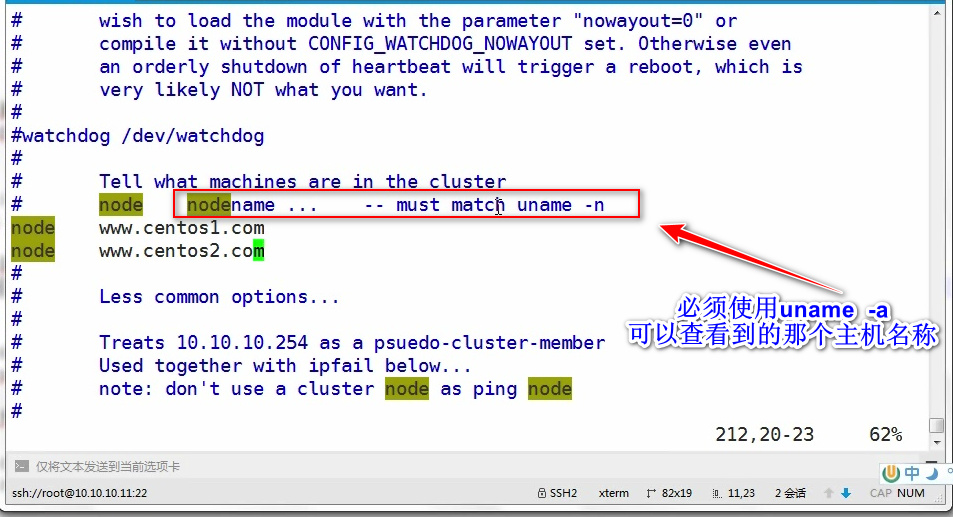 #       wish to load the module with the parameter "nowayout=0" or
#       compile it without CONFIG_WATCHDOG_NOWAYOUT set. Otherwise even
#       an orderly shutdown of heartbeat will trigger a reboot, which is
#       very likely NOT what you want.
#
#watchdog /dev/watchdog
#
#       Tell what machines are in the cluster
#       node    nodename ...    -- must match uname -n
node    www.centos1.com
node    www.centos2.com
必须使用uname -a
可以查看到的那个主机名称
#
#       Less common options...
#
#       Treats 10.10.10.254 as a psuedo-cluster-member
#       Used together with ipfail below...
#       note: don't use a cluster node as ping node
#
212,20-23     62%
仅将文本发送到当前选项卡
中
ssh://root@10.10.10.11:22 SSH2 xterm 82x19 11,23 2 会话 CAP NUM